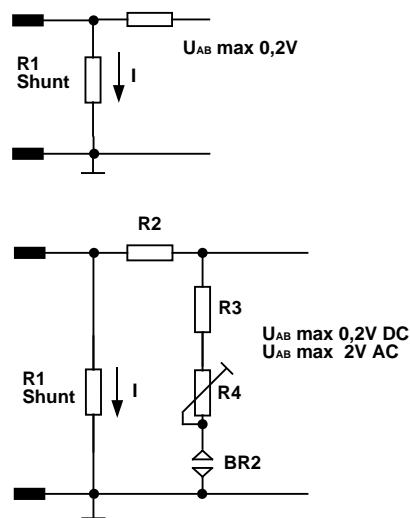 UAB max 0,2V
R1
Shunt
I
R2
R3
UAB max 0,2V DC
UAB max 2V AC
R1
Shunt
I
R4
BR2